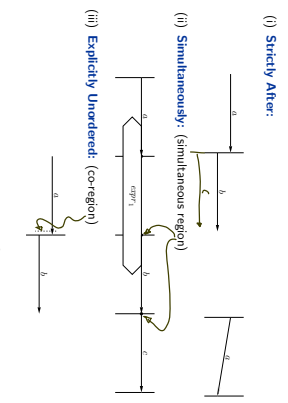 (i) Strictly After:
a
b
a
(ii) Simultaneously: (simultaneous region)
a
expr1
b
c
(iii) Explicitly Unordered: (co-region)
a
b